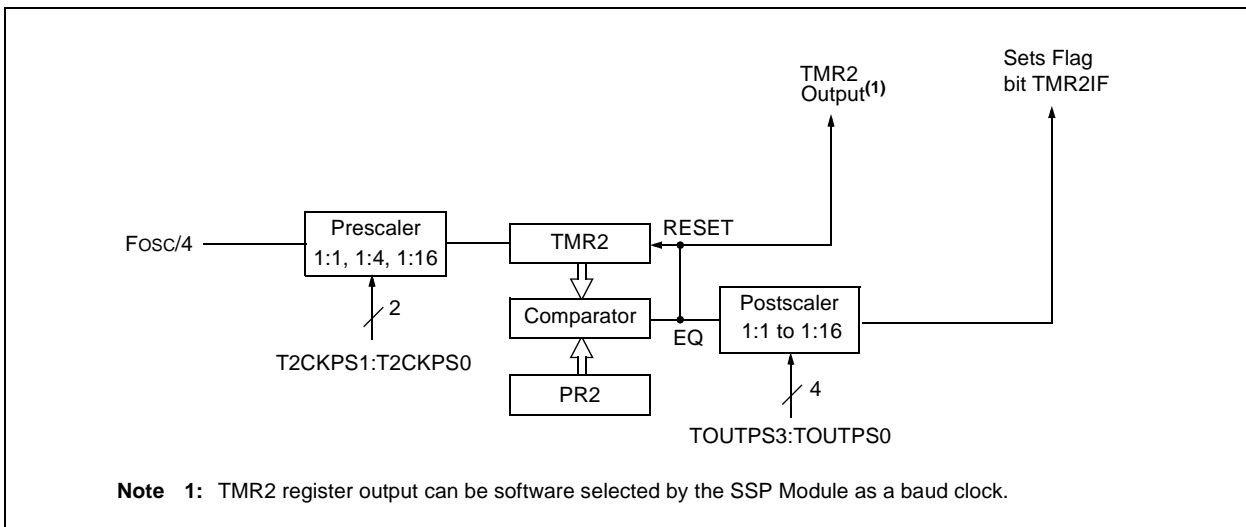 TMR2
Output(1)
Sets Flag
bit TMR2IF
FOSC/4
Prescaler
1:1, 1:4, 1:16
2
T2CKPS1:T2CKPS0
TMR2
RESET
Comparator
EQ
PR2
Postscaler
1:1 to 1:16
4
TOUTPS3:TOUTPS0
Note 1: TMR2 register output can be software selected by the SSP Module as a baud clock.